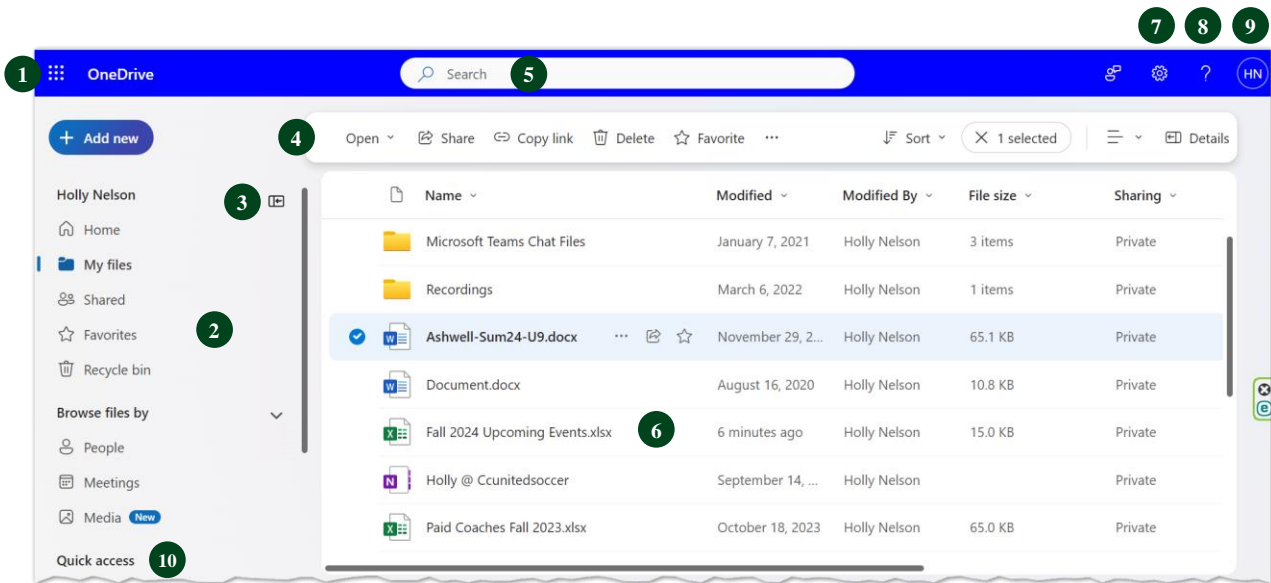 7 8 9
1 OneDrive Search 5 ? HN
+ Add new
4 Open Share Copy link Delete Favorite ... Sort 1 selected Details
Holly Nelson
3
Name Modified Modified By File size Sharing
Home
Microsoft Teams Chat Files January 7, 2021 Holly Nelson 3 items Private
My files
Recordings March 6, 2022 Holly Nelson 1 items Private
Shared
Favorites
2
W Ashwell-Sum24-U9.docx ... November 29, 2... Holly Nelson 65.1 KB Private
Recycle bin
W Document.docx August 16, 2020 Holly Nelson 10.8 KB Private
Browse files by
X Fall 2024 Upcoming Events.xlsx 6 6 minutes ago Holly Nelson 15.0 KB Private
People
Meetings
N Holly @ Ccunitedsoccer September 14, ... Holly Nelson Private
Media New
X Paid Coaches Fall 2023.xlsx October 18, 2023 Holly Nelson 65.0 KB Private
Quick access 10
e